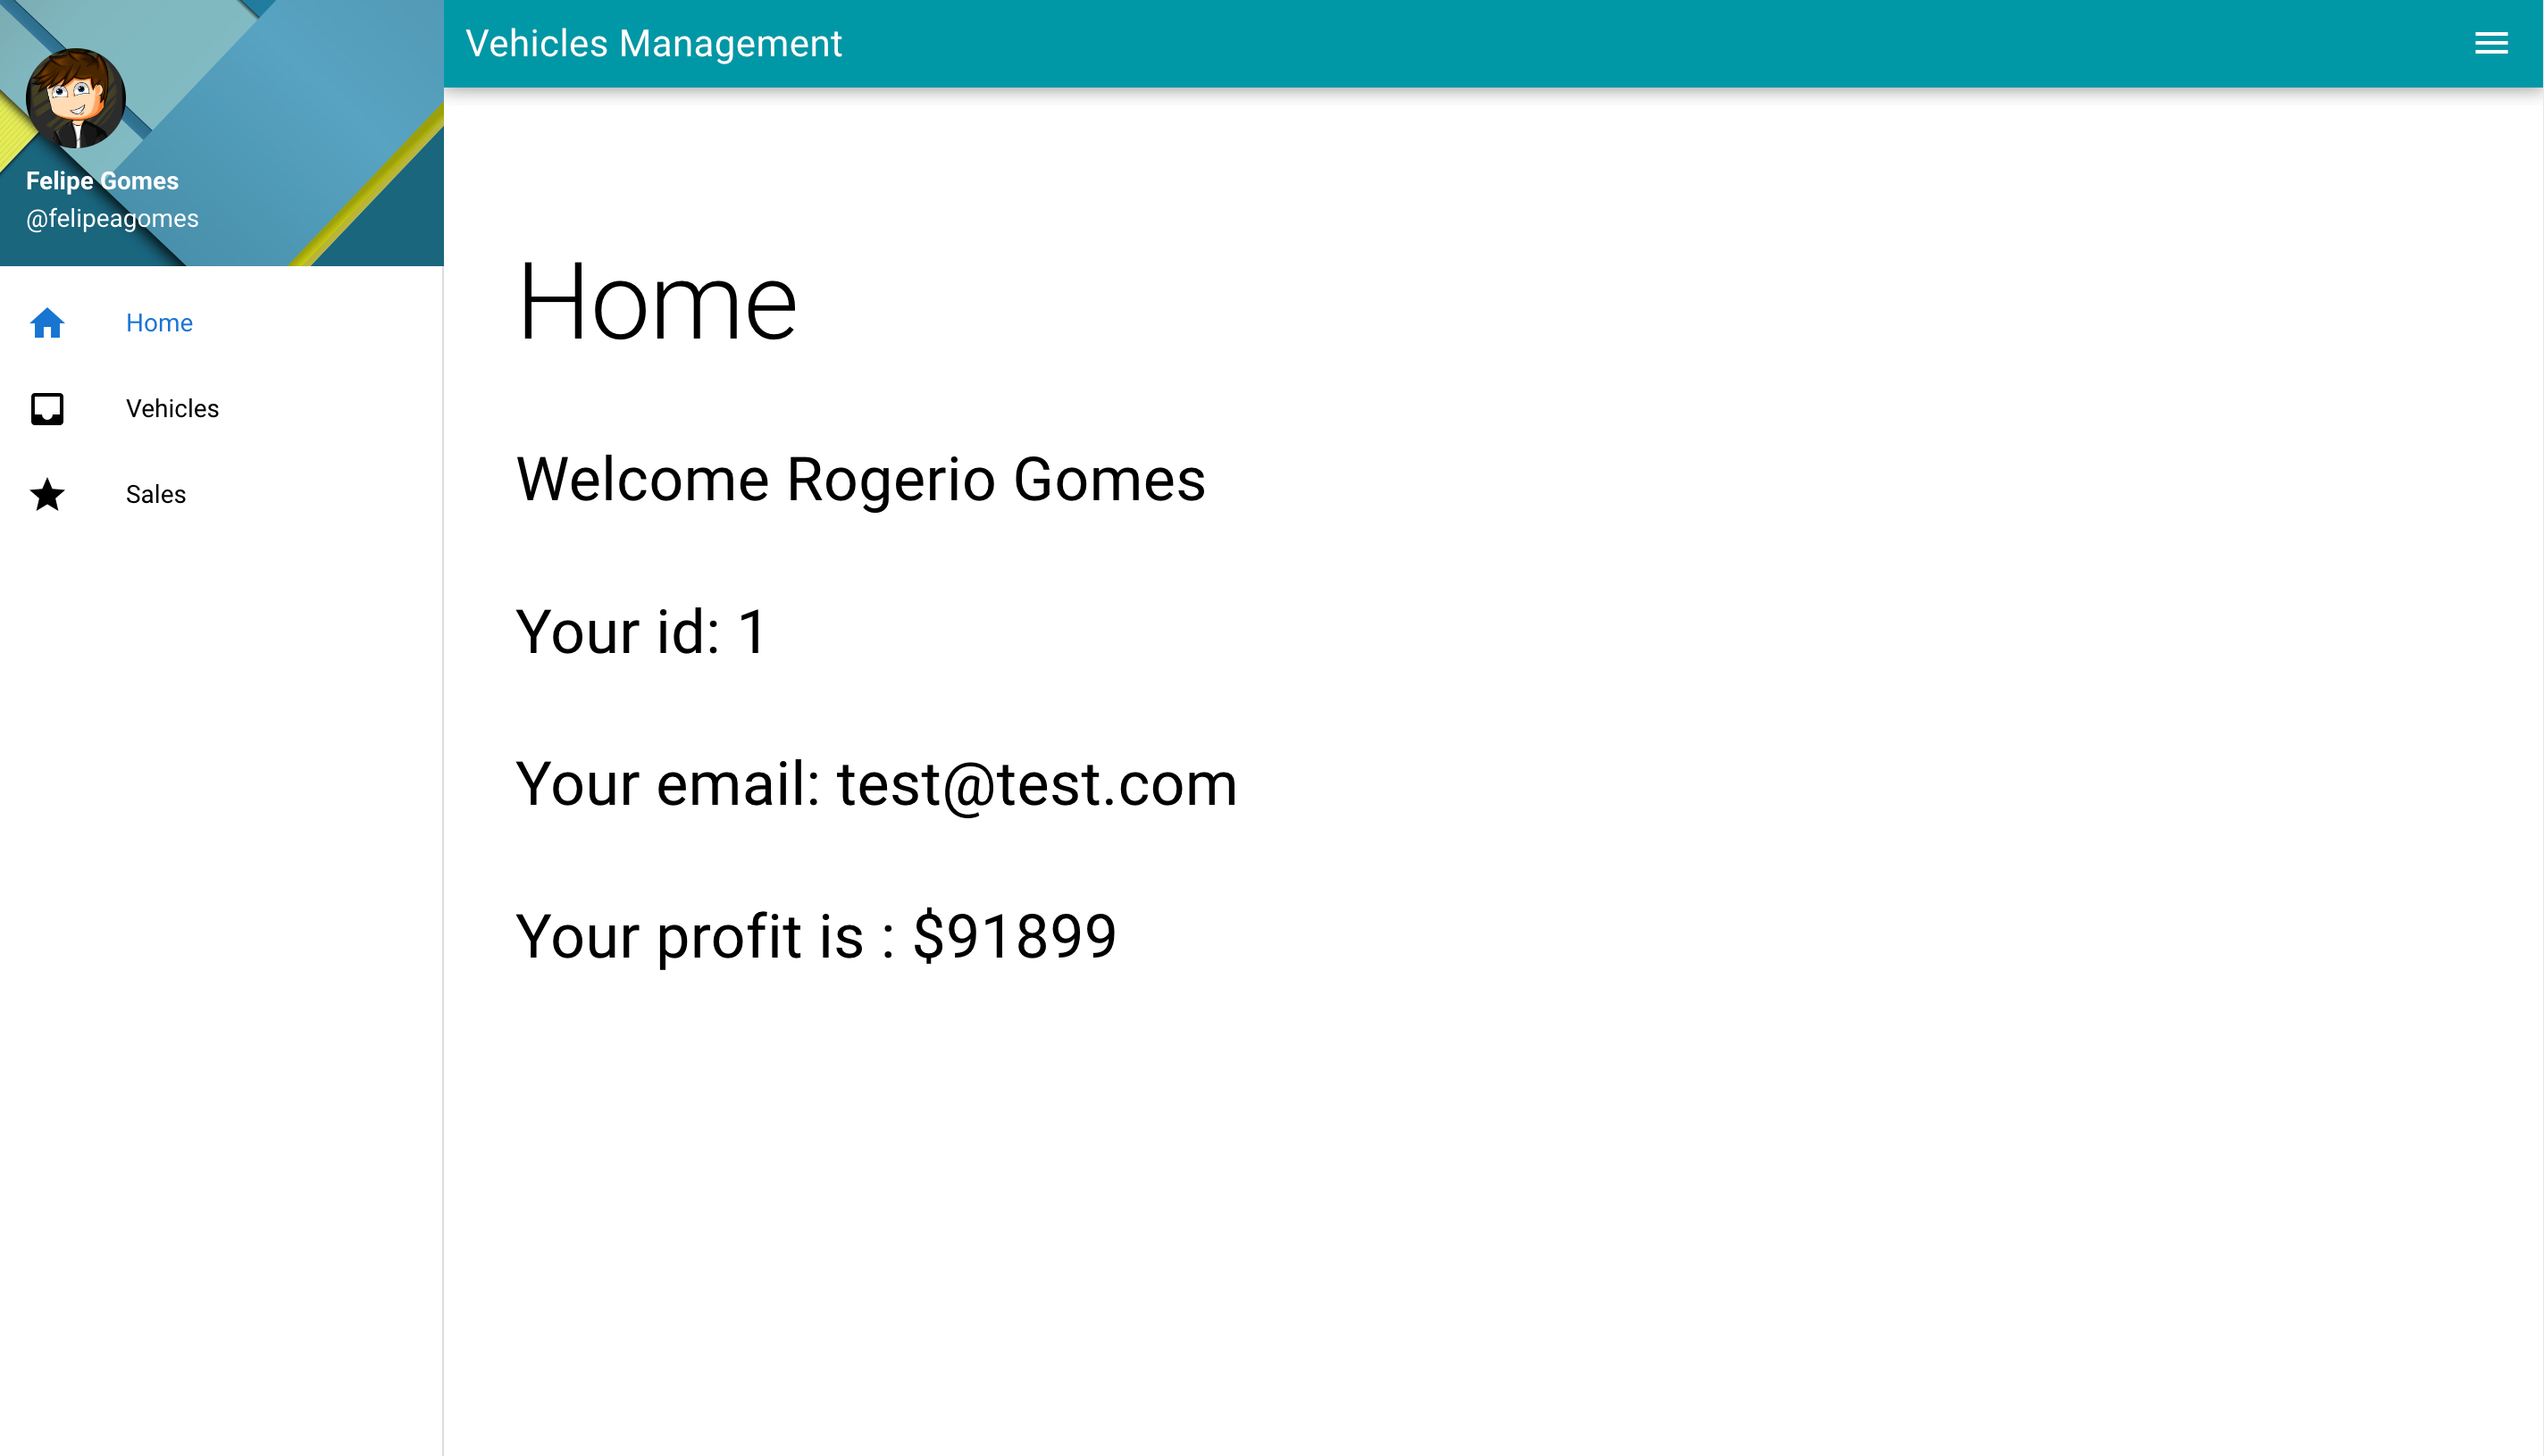 Vehicles Management
Felipe Gomes
@felipeagomes
Home
Vehicles
Sales
Home
Welcome Rogerio Gomes
Your id: 1
Your email: test@test.com
Your profit is : $91899